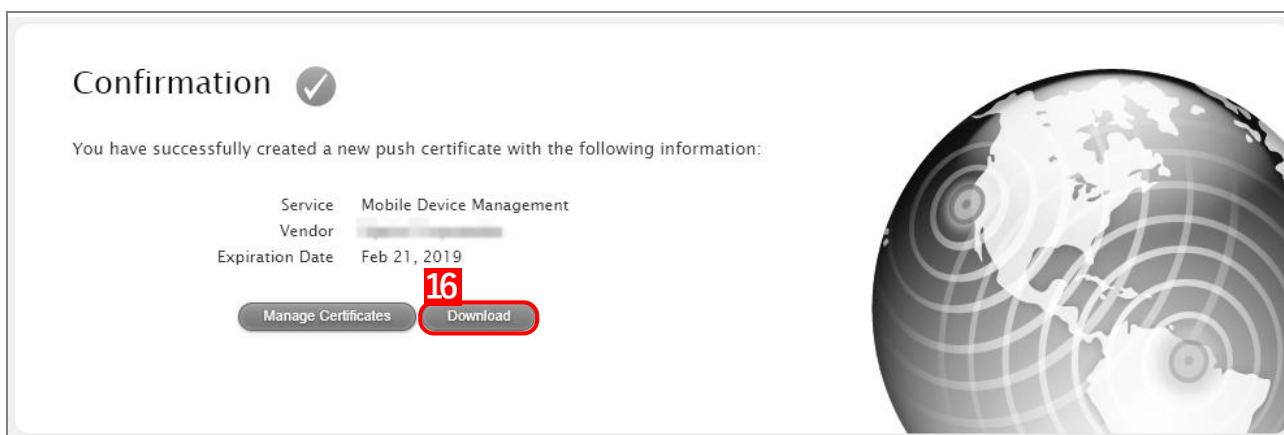 Confirmation
You have successfully created a new push certificate with the following information:
Service Mobile Device Management
Vendor
Expiration Date Feb 21, 2019
16
Manage Certificates Download